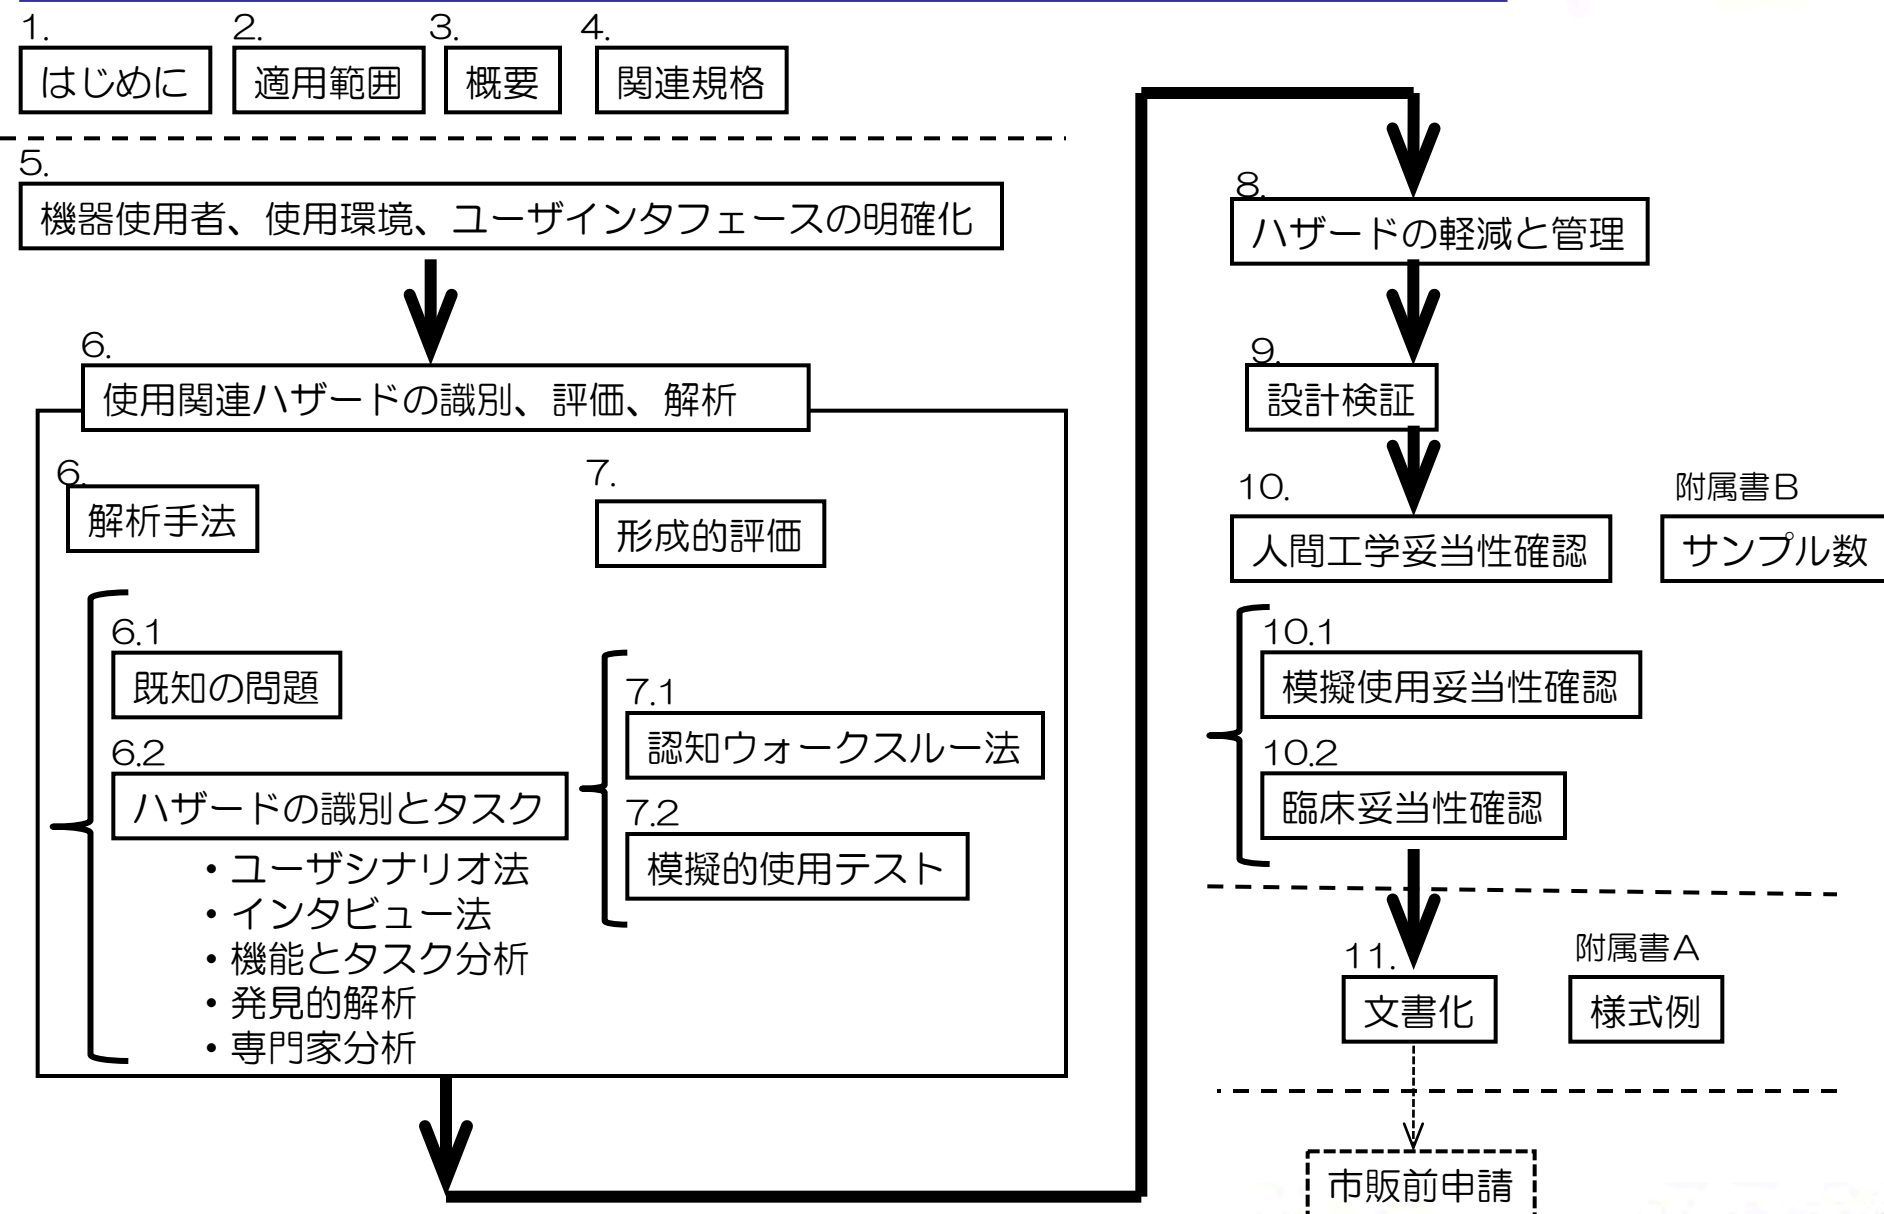 1.
はじめに
2.
適用範囲
3.
概要
4.
関連規格
5.
機器使用者、使用環境、ユーザインタフェースの明確化
6.
使用関連ハザードの識別、評価、解析
6.
解析手法
6.1
既知の問題
6.2
ハザードの識別とタスク
・ユーザシナリオ法
・インタビュー法
・機能とタスク分析
・発見的解析
・専門家分析
7.
形成的評価
7.1
認知ウォークスルー法
7.2
模擬的使用テスト
8.
ハザードの軽減と管理
9.
設計検証
10.
人間工学妥当性確認
附属書B
サンプル数
10.1
模擬使用妥当性確認
10.2
臨床妥当性確認
11.
文書化
附属書A
様式例
市販前申請